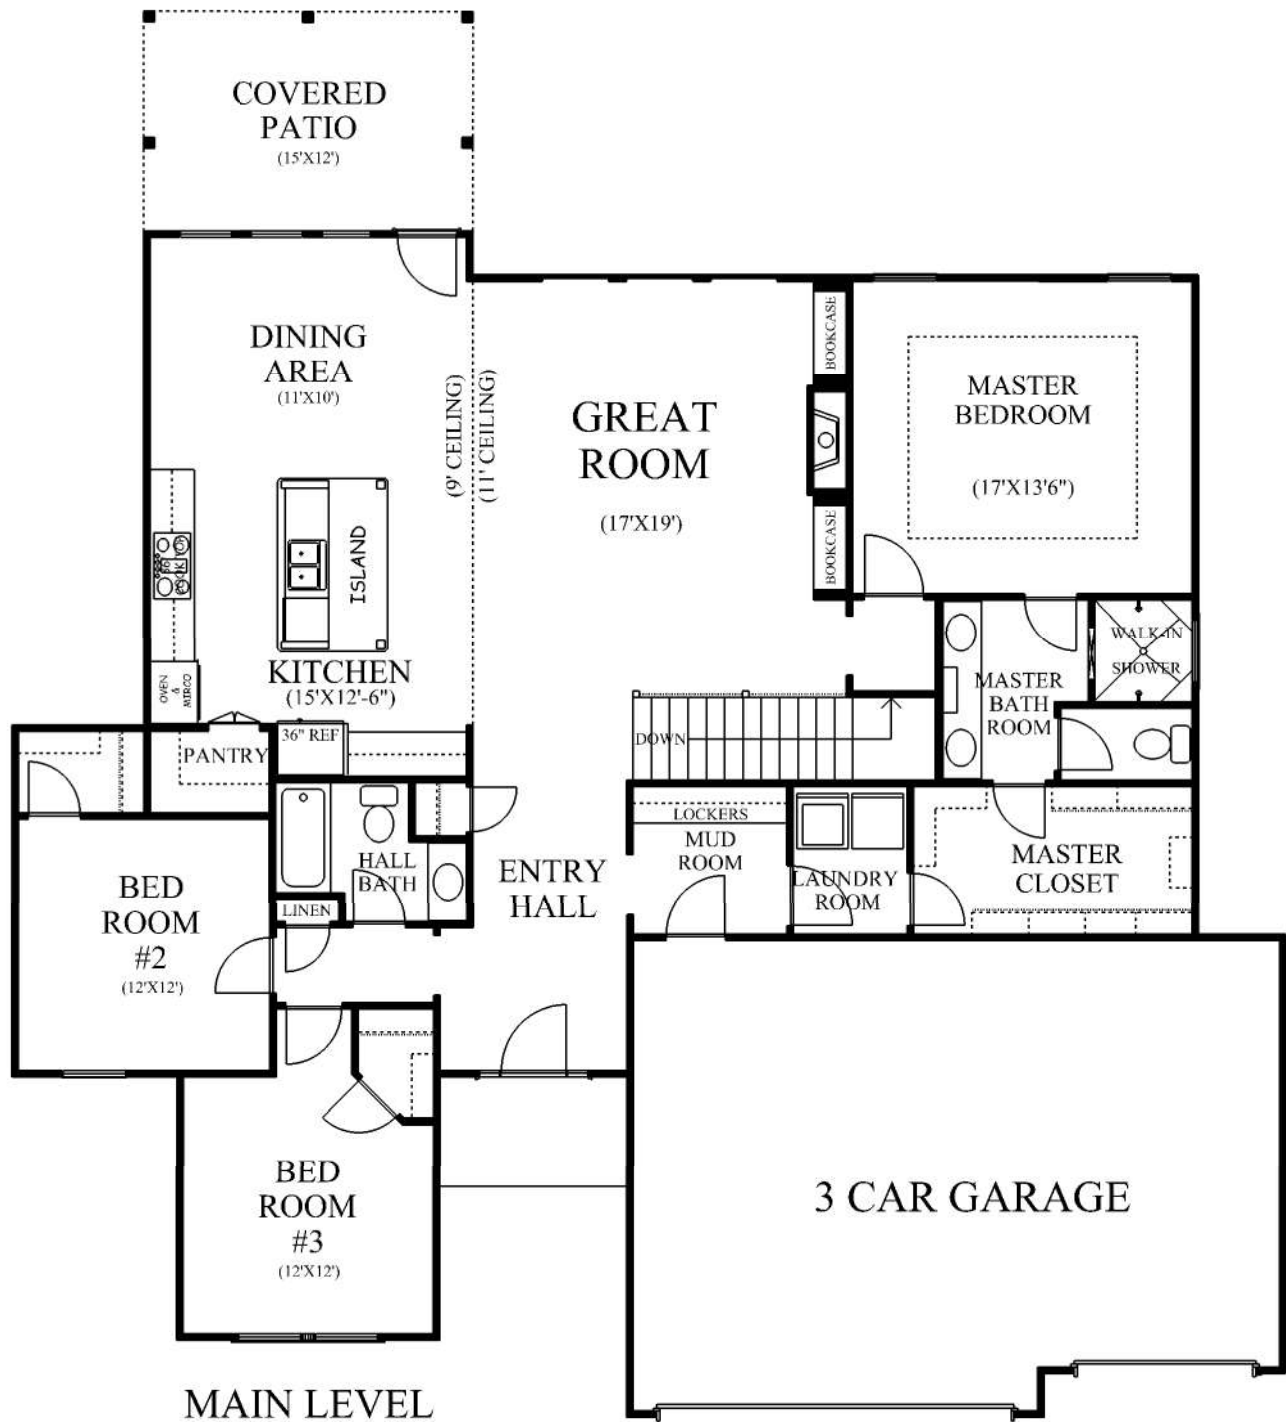 COVERED
PATIO
(15'X12')
DINING
AREA
(11'X10')
(9' CEILING)
(11' CEILING)
GREAT
ROOM
(17'X19')
BOOKCASE
BOOKCASE
MASTER
BEDROOM
(17'X13'6")
ISLAND
KITCHEN
(15'X12'-6")
OVEN
&
MIRCO
36" REF
PANTRY
DOWN
MASTER
BATH
ROOM
WALK-IN
SHOWER
LOCKERS
MUD
ROOM
LAUNDRY
ROOM
MASTER
CLOSET
HALL
BATH
LINEN
ENTRY
HALL
BED
ROOM
#2
(12'X12')
BED
ROOM
#3
(12'X12')
3 CAR GARAGE
MAIN LEVEL